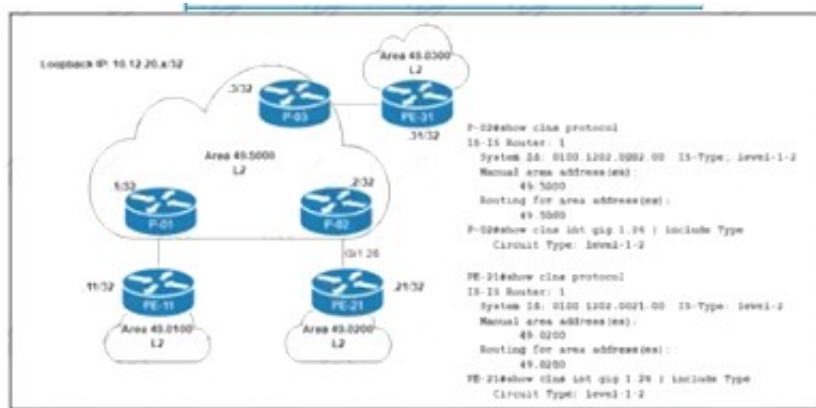 Loopback IP: 10.12.20.x/32
Area 49.0300
L2
.3/32
P-03
PE-31
.31/32
Area 49.5000
L2
.1/32
.2/32
P-01
P-02
Gi1.26
.11/32
PE-11
PE-21
.21/32
Area 49.0100
L2
Area 49.0200
L2
P-02#show clns protocol
IS-IS Router: 1
System Id: 0100.1202.0002.00 IS-Type: level-1-2
Manual area address(es):
49.5000
Routing for area address(es):
49.5000
P-02#show clns int gig 1.26 | include Type
Circuit Type: level-1-2
PE-21#show clns protocol
IS-IS Router: 1
System Id: 0100.1202.0021.00 IS-Type: level-2
Manual area address(es):
49.0200
Routing for area address(es):
49.0200
PE-21#show clns int gig 1.26 | include Type
Circuit Type: level-1-2